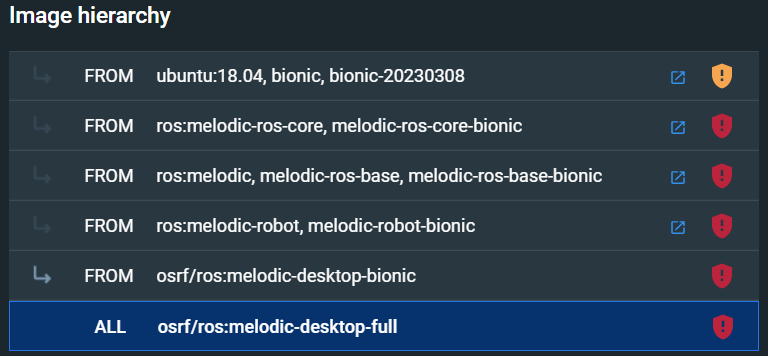 Image hierarchy
FROM ubuntu:18.04, bionic, bionic-20230308
FROM ros:melodic-ros-core, melodic-ros-core-bionic
FROM ros:melodic, melodic-ros-base, melodic-ros-base-bionic
FROM ros:melodic-robot, melodic-robot-bionic
FROM osrf/ros:melodic-desktop-bionic
ALL osrf/ros:melodic-desktop-full